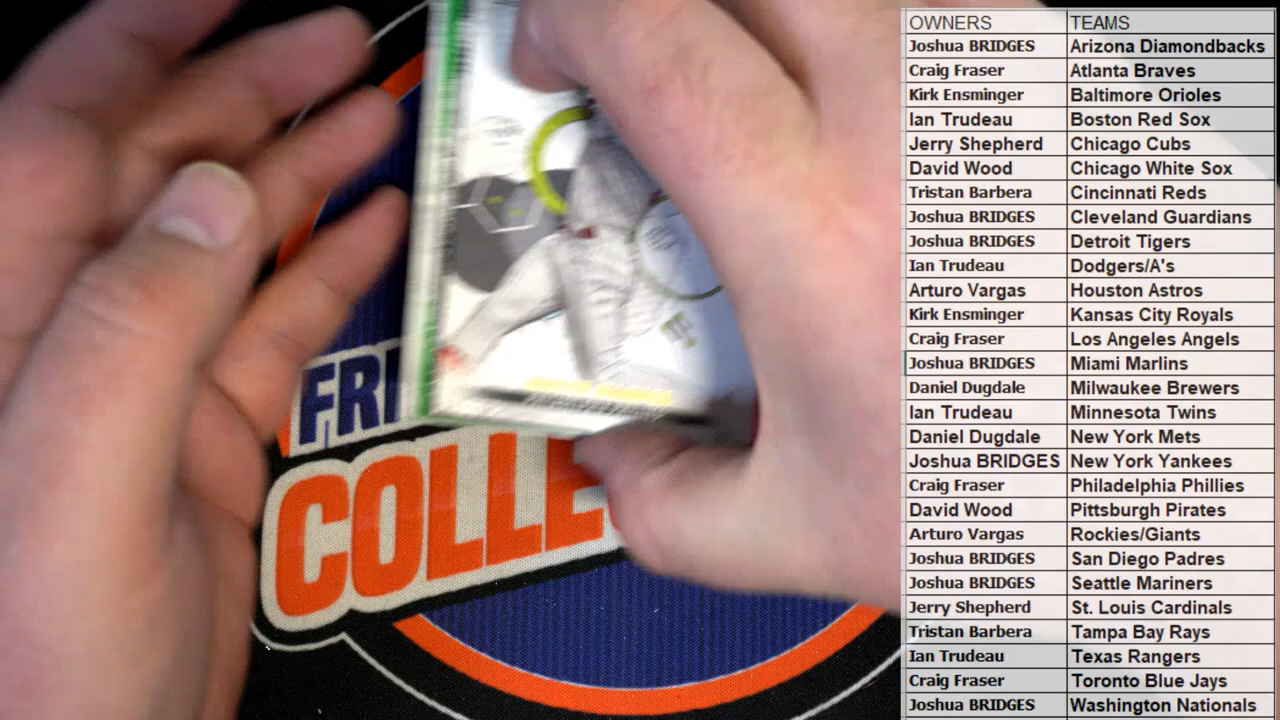 OWNERS TEAMS
Joshua BRIDGES Arizona Diamondbacks
Craig Fraser Atlanta Braves
Kirk Ensminger Baltimore Orioles
Ian Trudeau Boston Red Sox
Jerry Shepherd Chicago Cubs
David Wood Chicago White Sox
Tristan Barbera Cincinnati Reds
Joshua BRIDGES Cleveland Guardians
Joshua BRIDGES Detroit Tigers
Ian Trudeau Dodgers/A's
Arturo Vargas Houston Astros
Kirk Ensminger Kansas City Royals
Craig Fraser Los Angeles Angels
Joshua BRIDGES Miami Marlins
Daniel Dugdale Milwaukee Brewers
Ian Trudeau Minnesota Twins
Daniel Dugdale New York Mets
Joshua BRIDGES New York Yankees
Craig Fraser Philadelphia Phillies
David Wood Pittsburgh Pirates
Arturo Vargas Rockies/Giants
Joshua BRIDGES San Diego Padres
Joshua BRIDGES Seattle Mariners
Jerry Shepherd St. Louis Cardinals
Tristan Barbera Tampa Bay Rays
Ian Trudeau Texas Rangers
Craig Fraser Toronto Blue Jays
Joshua BRIDGES Washington Nationals
FRI
COLLE